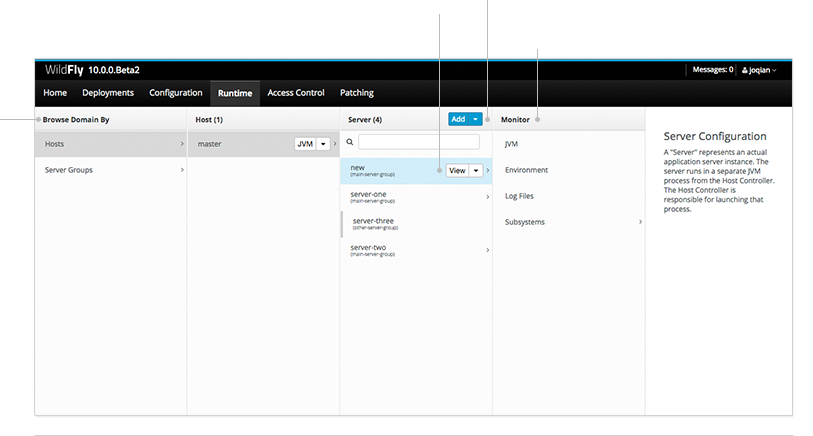 WildFly 10.0.0.Beta2
Messages: 0
joqian
Home Deployments Configuration Runtime Access Control Patching
Browse Domain By
Hosts
Server Groups
Host (1)
master
JVM
Server (4)
Add
new
(main-server-group)
View
server-one
(main-server-group)
server-three
(other-server-group)
server-two
(main-server-group)
Monitor
JVM
Environment
Log Files
Subsystems
Server Configuration
A "Server" represents an actual
application server instance. The
server runs in a separate JVM
process from the Host Controller.
The Host Controller is
responsible for launching that
process.